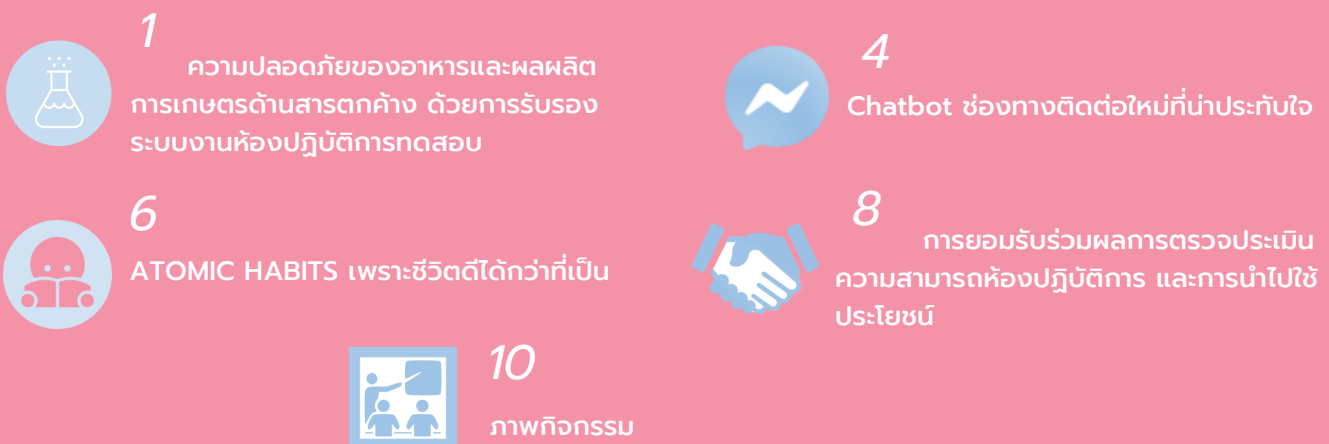 1
ความปลอดภัยของอาหารและผลผลิต
การเกษตรด้านสารตกค้าง ด้วยการรับรอง
ระบบงานห้องปฏิบัติการทดสอบ
4
Chatbot ช่องทางติดต่อใหม่ที่น่าประทับใจ
6
ATOMIC HABITS เพราะชีวิตดีได้กว่าที่เป็น
8
การยอมรับร่วมผลการตรวจประเมิน
ความสามารถห้องปฏิบัติการ และการนำไปใช้
ประโยชน์
10
ภาพกิจกรรม